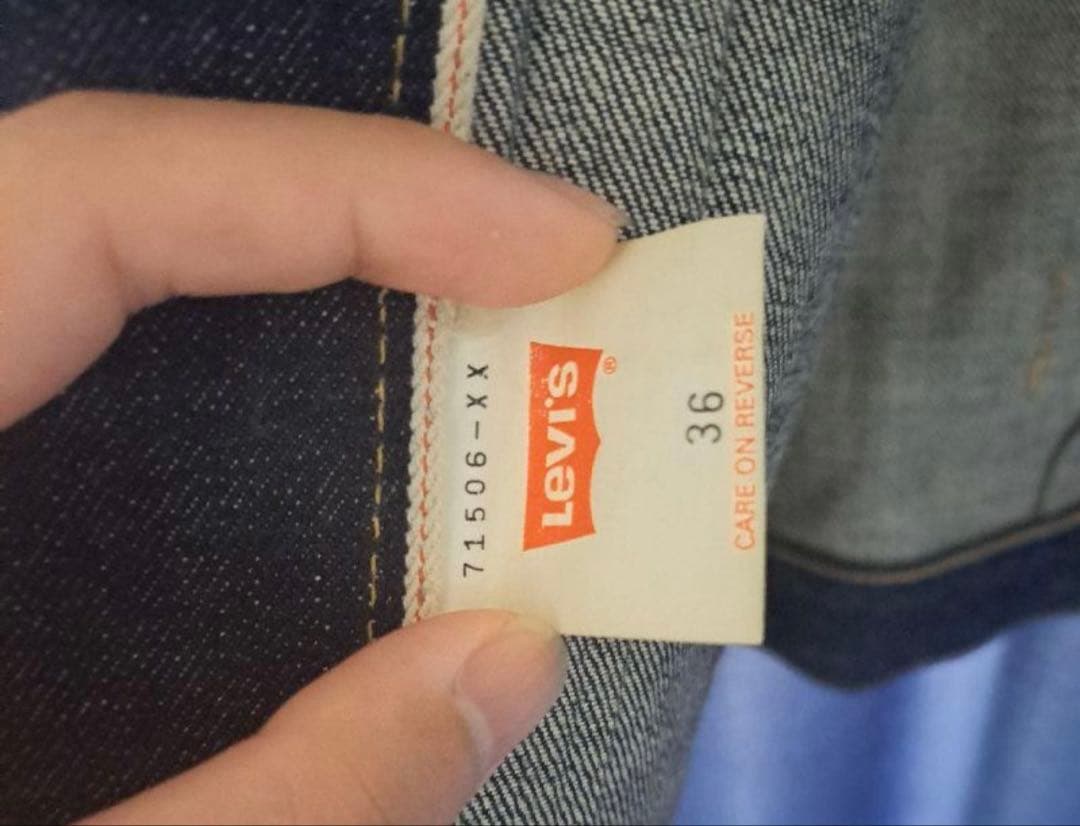 71506-XX
Levi's®
36
CARE ON REVERSE